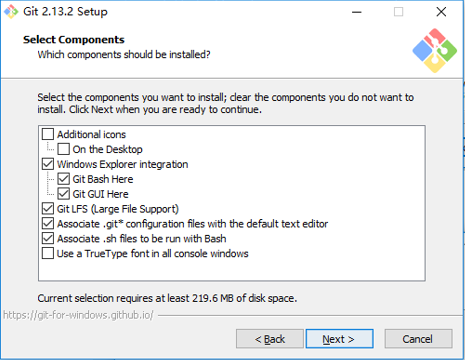 Git 2.13.2 Setup
Select Components
Which components should be installed?
Select the components you want to install; clear the components you do not want to
install. Click Next when you are ready to continue.
Additional icons
On the Desktop
Windows Explorer integration
Git Bash Here
Git GUI Here
Git LFS (Large File Support)
Associate .git* configuration files with the default text editor
Associate .sh files to be run with Bash
Use a TrueType font in all console windows
Current selection requires at least 219.6 MB of disk space.
https://git-for-windows.github.io/
< Back
Next >
Cancel